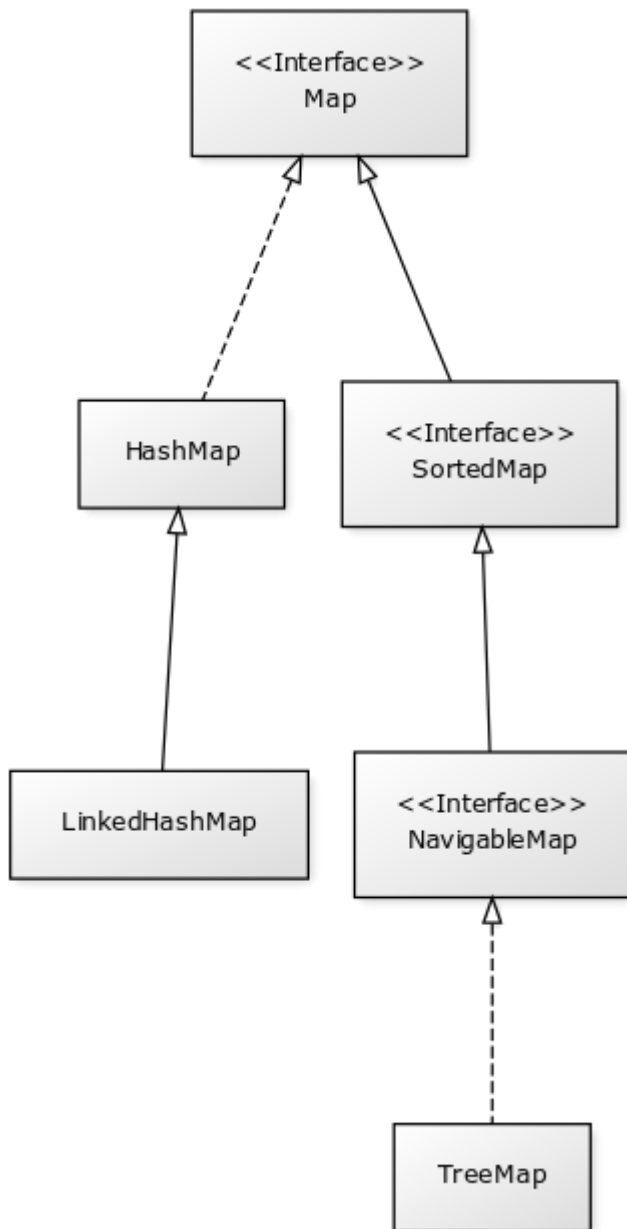 <<Interface>>
Map
HashMap
<<Interface>>
SortedMap
LinkedHashMap
<<Interface>>
NavigableMap
TreeMap